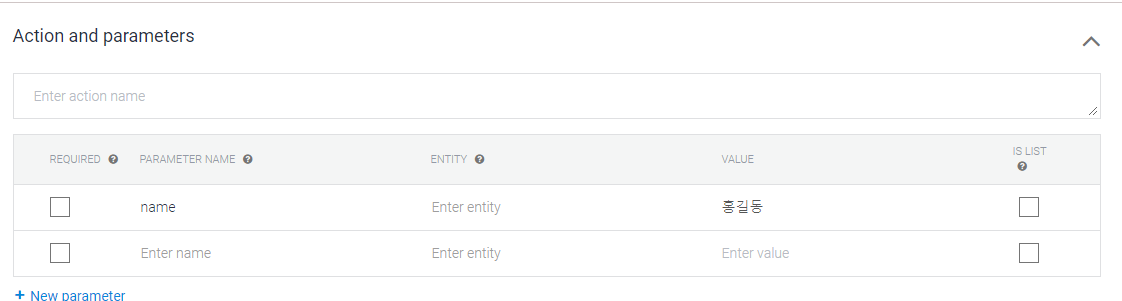 Action and parameters
Enter action name
REQUIRED PARAMETER NAME ENTITY VALUE IS LIST
name Enter entity 홍길동
Enter name Enter entity Enter value
+ New parameter